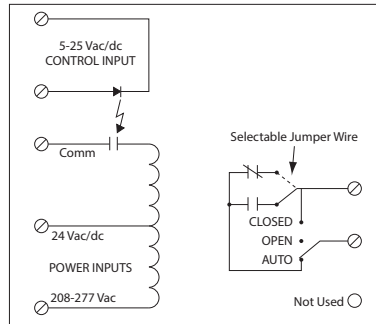 5-25 Vac/dc
CONTROL INPUT
Comm
Selectable Jumper Wire
24 Vac/dc
CLOSED
OPEN
AUTO
POWER INPUTS
208-277 Vac
Not Used